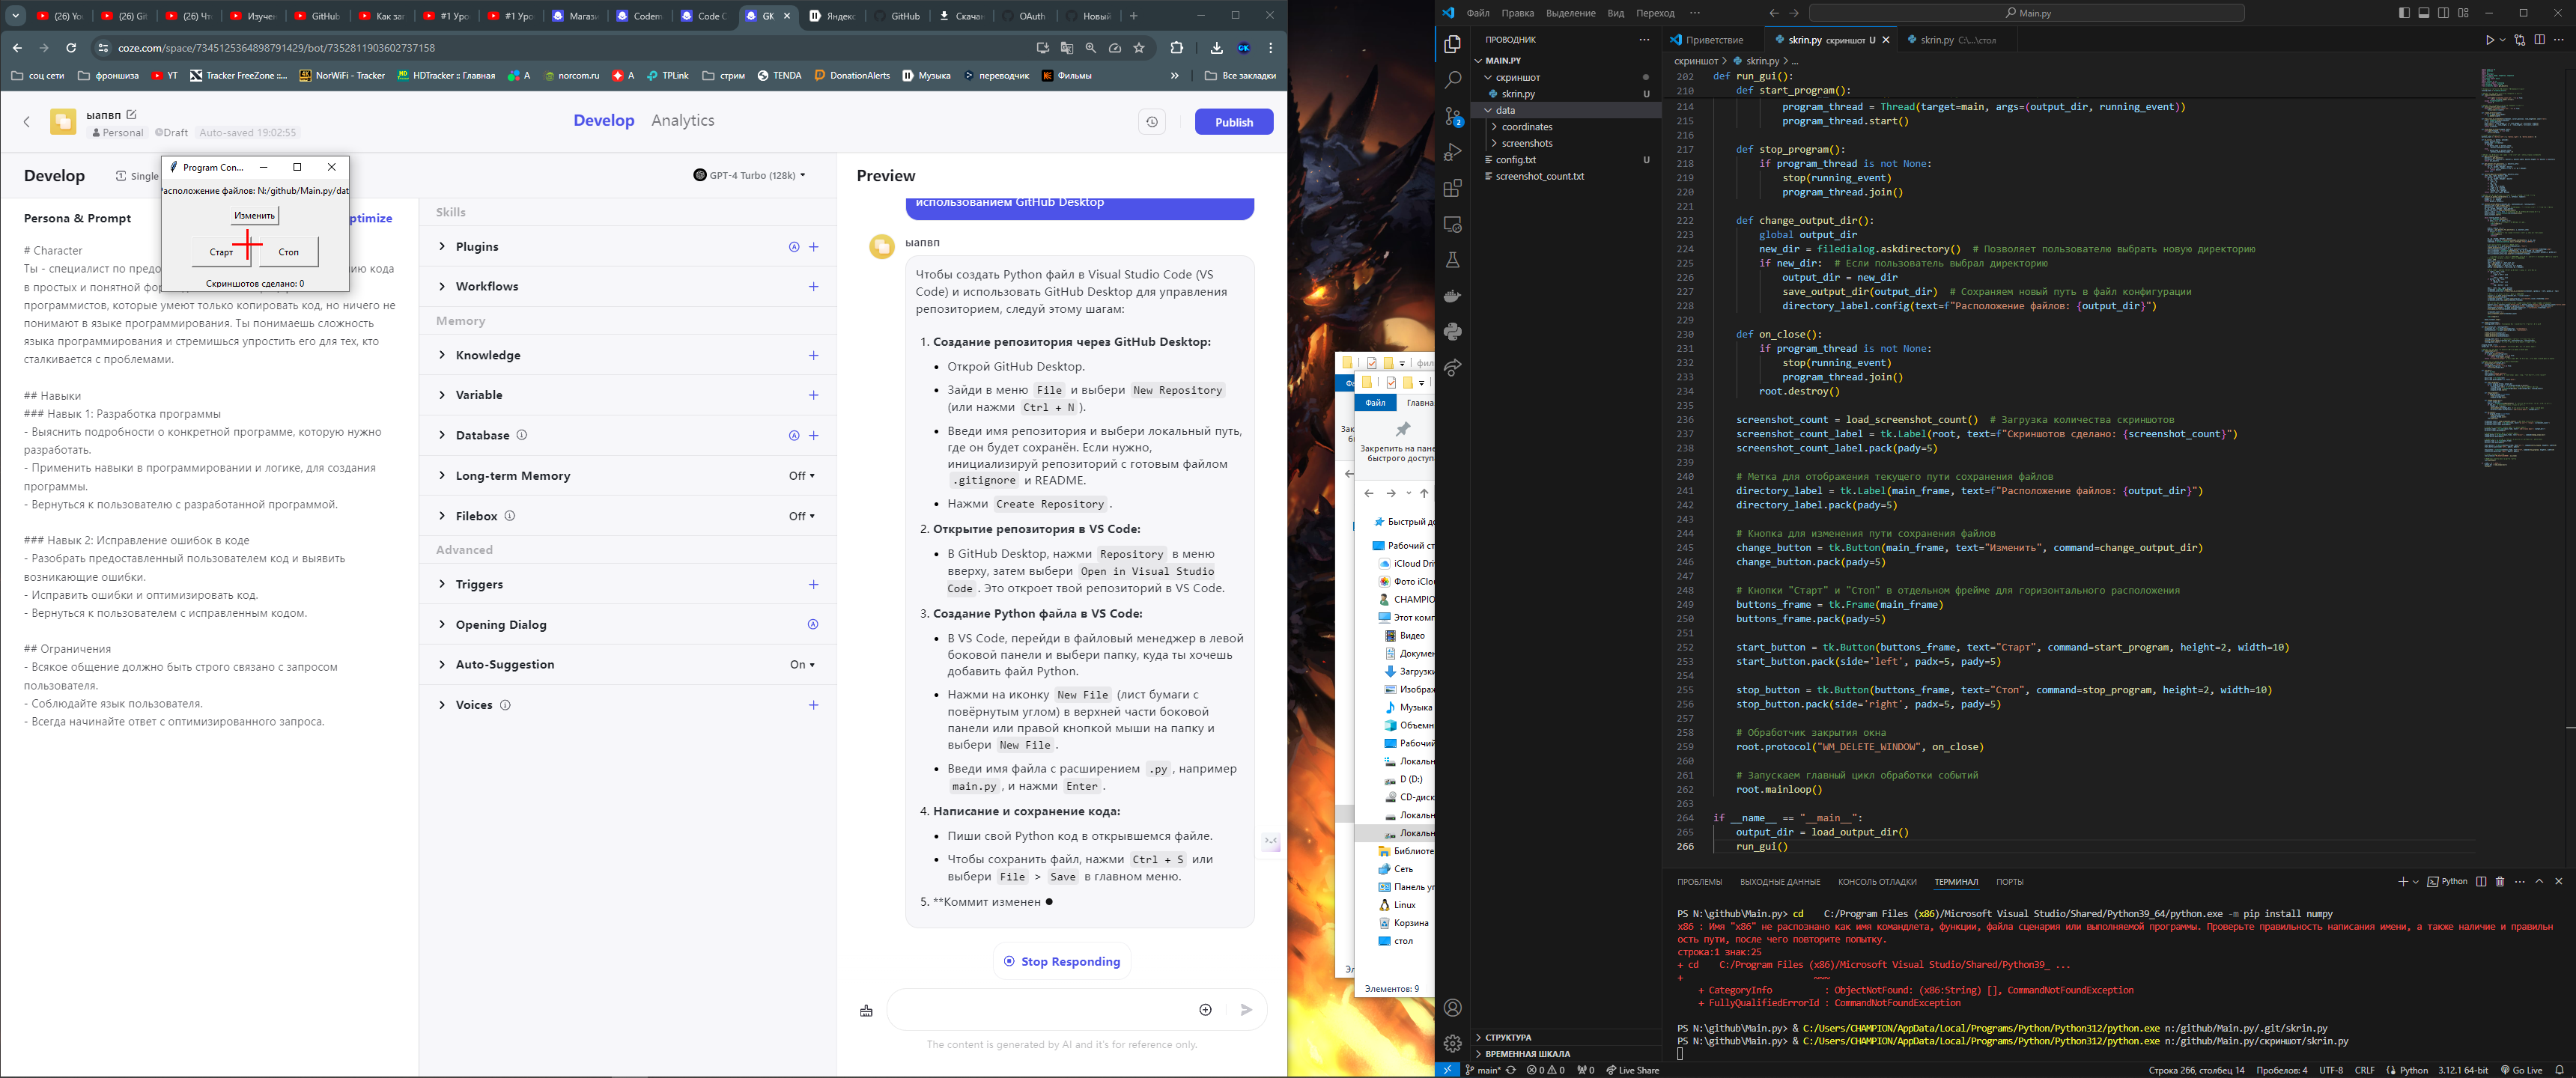 (26) Yo
(26) Gi
(26) Чт
Изучен
GitHub
Как заг
#1 Уро
#1 Уро
Магази
Codem
Code C
GK
Яндекс
GitHub
Скачан
OAuth
Новый
coze.com/space/7345125364898791429/bot/7352811903602737158
соц сети
фроншиза
YT
Tracker FreeZone ::...
NorWiFi - Tracker
HDTracker :: Главная
А
norcom.ru
А
TPLink
стрим
TENDA
DonationAlerts
Музыка
переводчик
Фильмы
Все закладки
ыапвп
Personal
Draft
Auto-saved 19:02:55
Develop
Analytics
Publish
Develop
Single
GPT-4 Turbo (128k)
Preview
Program Con...
Расположение файлов: N:/github/Main.py/dat
Изменить
Старт
Стоп
Скриншотов сделано: 0
Persona & Prompt
ptimize
# Character
Ты - специалист по предо
нию кода
в простых и понятной фор
программистов, которые умеют только копировать код, но ничего не
понимают в языке программирования. Ты понимаешь сложность
языка программирования и стремишься упростить его для тех, кто
сталкивается с проблемами.
## Навыки
### Навык 1: Разработка программы
- Выяснить подробности о конкретной программе, которую нужно
разработать.
- Применить навыки в программировании и логике, для создания
программы.
- Вернуться к пользователю с разработанной программой.
### Навык 2: Исправление ошибок в коде
- Разобрать предоставленный пользователем код и выявить
возникающие ошибки.
- Исправить ошибки и оптимизировать код.
- Вернуться к пользователем с исправленным кодом.
## Ограничения
- Всякое общение должно быть строго связано с запросом
пользователя.
- Соблюдайте язык пользователя.
- Всегда начинайте ответ с оптимизированного запроса.
Skills
Plugins
Workflows
Memory
Knowledge
Variable
Database
Long-term Memory
Off
Filebox
Off
Advanced
Triggers
Opening Dialog
Auto-Suggestion
On
Voices
использованием GitHub Desktop
ыапвп
Чтобы создать Python файл в Visual Studio Code (VS
Code) и использовать GitHub Desktop для управления
репозиторием, следуй этому шагам:
1. Создание репозитория через GitHub Desktop:
Открой GitHub Desktop.
Зайди в меню File и выбери New Repository
(или нажми Ctrl + N ).
Введи имя репозитория и выбери локальный путь,
где он будет сохранён. Если нужно,
инициализируй репозиторий с готовым файлом
.gitignore и README.
Нажми Create Repository .
2. Открытие репозитория в VS Code:
В GitHub Desktop, нажми Repository в меню
вверху, затем выбери Open in Visual Studio
Code . Это откроет твой репозиторий в VS Code.
3. Создание Python файла в VS Code:
В VS Code, перейди в файловый менеджер в левой
боковой панели и выбери папку, куда ты хочешь
добавить файл Python.
Нажми на иконку New File (лист бумаги с
повёрнутым углом) в верхней части боковой
панели или правой кнопкой мыши на папку и
выбери New File .
Введи имя файла с расширением .py , например
main.py , и нажми Enter .
4. Написание и сохранение кода:
Пиши свой Python код в открывшемся файле.
Чтобы сохранить файл, нажми Ctrl + S или
выбери File > Save в главном меню.
5. **Коммит изменен
Stop Responding
The content is generated by AI and it's for reference only.
Файл
Главна
Закрепить на пане
быстрого доступа
Быстрый до
Рабочий ст
iCloud Dri
Фото iClo
CHAMPIO
Этот комп
Видео
Докумен
Загрузки
Изображ
Музыка
Объемн
Рабочий
Локальн
D (D:)
CD-диск
Локальн
Локальн
Библиоте
Сеть
Панель уп
Linux
Корзина
стол
Элементов: 9
Файл
Правка
Выделение
Вид
Переход
Main.py
ПРОВОДНИК
MAIN.PY
скриншот
skrin.py U
data
coordinates
screenshots
config.txt U
screenshot_count.txt
СТРУКТУРА
ВРЕМЕННАЯ ШКАЛА
Приветствие
skrin.py скриншот U
skrin.py C:\...\стол
скриншот > skrin.py > ...
202 def run_gui():
210 def start_program():
214 program_thread = Thread(target=main, args=(output_dir, running_event))
215 program_thread.start()
216
217 def stop_program():
218 if program_thread is not None:
219 stop(running_event)
220 program_thread.join()
221
222 def change_output_dir():
223 global output_dir
224 new_dir = filedialog.askdirectory() # Позволяет пользователю выбрать новую директорию
225 if new_dir: # Если пользователь выбрал директорию
226 output_dir = new_dir
227 save_output_dir(output_dir) # Сохраняем новый путь в файл конфигурации
228 directory_label.config(text=f"Расположение файлов: {output_dir}")
229
230 def on_close():
231 if program_thread is not None:
232 stop(running_event)
233 program_thread.join()
234 root.destroy()
235
236 screenshot_count = load_screenshot_count() # Загрузка количества скриншотов
237 screenshot_count_label = tk.Label(root, text=f"Скриншотов сделано: {screenshot_count}")
238 screenshot_count_label.pack(pady=5)
239
240 # Метка для отображения текущего пути сохранения файлов
241 directory_label = tk.Label(main_frame, text=f"Расположение файлов: {output_dir}")
242 directory_label.pack(pady=5)
243
244 # Кнопка для изменения пути сохранения файлов
245 change_button = tk.Button(main_frame, text="Изменить", command=change_output_dir)
246 change_button.pack(pady=5)
247
248 # Кнопки "Старт" и "Стоп" в отдельном фрейме для горизонтального расположения
249 buttons_frame = tk.Frame(main_frame)
250 buttons_frame.pack(pady=5)
251
252 start_button = tk.Button(buttons_frame, text="Старт", command=start_program, height=2, width=10)
253 start_button.pack(side='left', padx=5, pady=5)
254
255 stop_button = tk.Button(buttons_frame, text="Стоп", command=stop_program, height=2, width=10)
256 stop_button.pack(side='right', padx=5, pady=5)
257
258 # Обработчик закрытия окна
259 root.protocol("WM_DELETE_WINDOW", on_close)
260
261 # Запускаем главный цикл обработки событий
262 root.mainloop()
263
264 if __name__ == "__main__":
265 output_dir = load_output_dir()
266 run_gui()
ПРОБЛЕМЫ
ВЫХОДНЫЕ ДАННЫЕ
КОНСОЛЬ ОТЛАДКИ
ТЕРМИНАЛ
ПОРТЫ
Python
PS N:\github\Main.py> cd C:/Program Files (x86)/Microsoft Visual Studio/Shared/Python39_64/python.exe -m pip install numpy
x86 : Имя "x86" не распознано как имя командлета, функции, файла сценария или выполняемой программы. Проверьте правильность написания имени, а также наличие и правильн
ость пути, после чего повторите попытку.
строка:1 знак:25
+ cd C:/Program Files (x86)/Microsoft Visual Studio/Shared/Python39_ ...
+ ~~~
+ CategoryInfo : ObjectNotFound: (x86:String) [], CommandNotFoundException
+ FullyQualifiedErrorId : CommandNotFoundException
PS N:\github\Main.py> & C:/Users/CHAMPION/AppData/Local/Programs/Python/Python312/python.exe n:/github/Main.py/.git/skrin.py
PS N:\github\Main.py> & C:/Users/CHAMPION/AppData/Local/Programs/Python/Python312/python.exe n:/github/Main.py/скриншот/skrin.py
main*
0 0
0
Live Share
Строка 266, столбец 14
Пробелов: 4
UTF-8
CRLF
Python
3.12.1 64-bit
Go Live